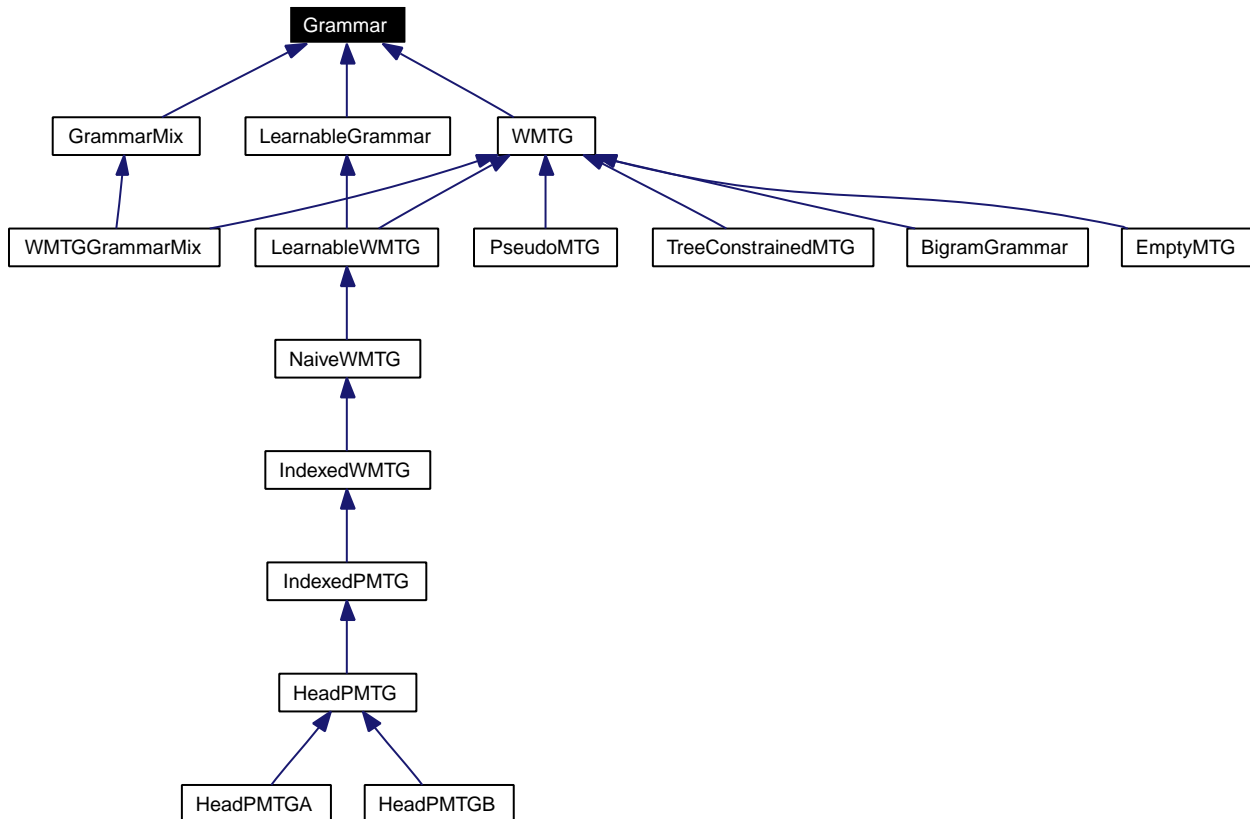 Grammar
GrammarMix
LearnableGrammar
WMTG
WMTGGrammarMix
LearnableWMTG
PseudoMTG
TreeConstrainedMTG
BigramGrammar
EmptyMTG
NaiveWMTG
IndexedWMTG
IndexedPMTG
HeadPMTG
HeadPMTGA
HeadPMTGB